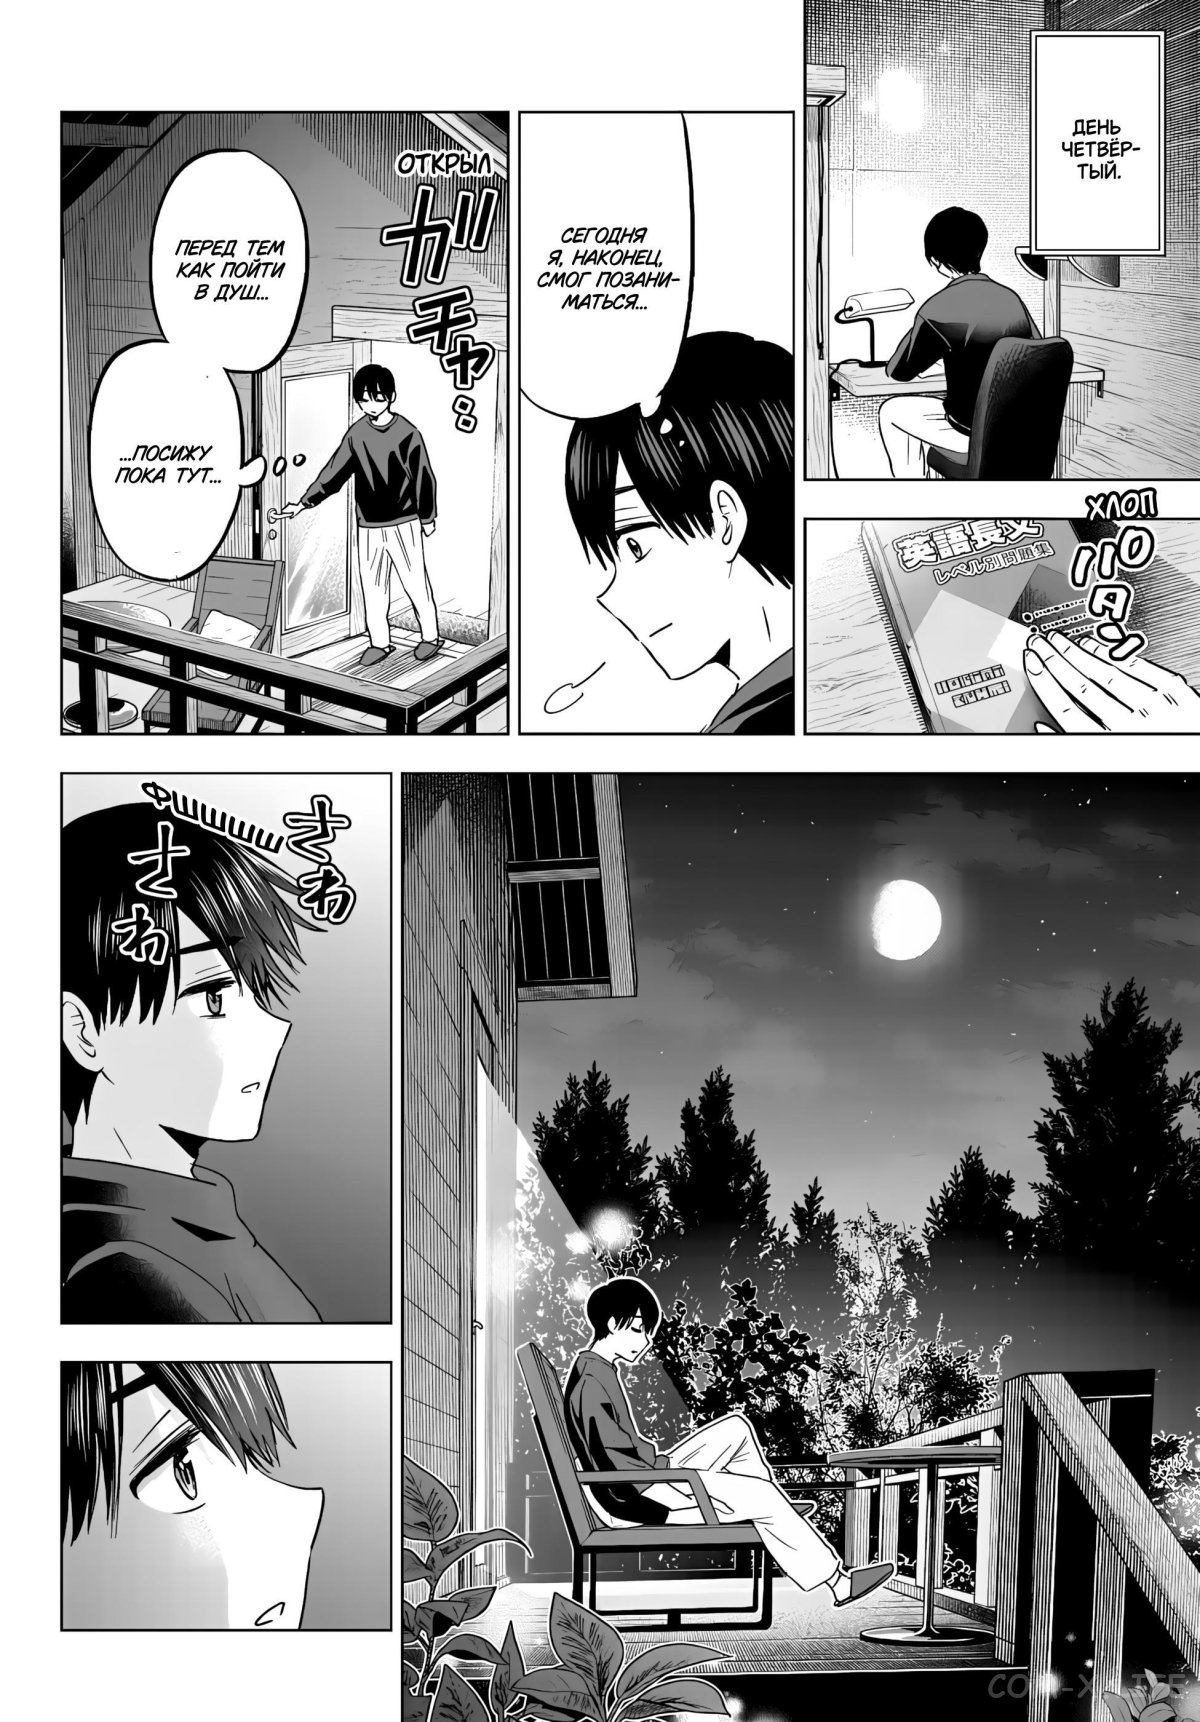 ДЕНЬ
ЧЕТВЁР-
ТЫЙ.
ХЛОП
パタン
英語長文
レベル別問題集
СЕГОДНЯ
Я, НАКОНЕЦ,
СМОГ ПОЗАНИ-
МАТЬСЯ...
ОТКРЫЛ
ガチャ
ПЕРЕД ТЕМ
КАК ПОЙТИ
В ДУШ...
...ПОСИЖУ
ПОКА ТУТ...
ФШШШШ
さわ
さわ
COM-X.LIFE